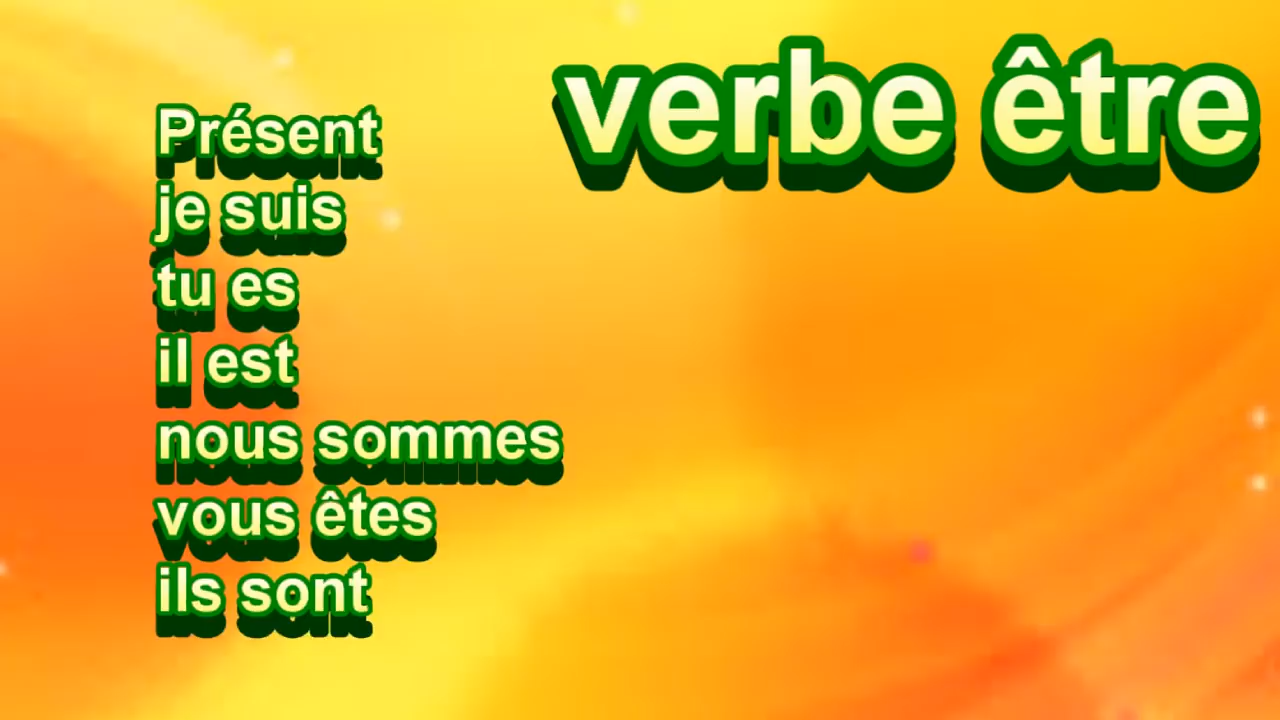 verbe être
Présent
je suis
tu es
il est
nous sommes
vous êtes
ils sont